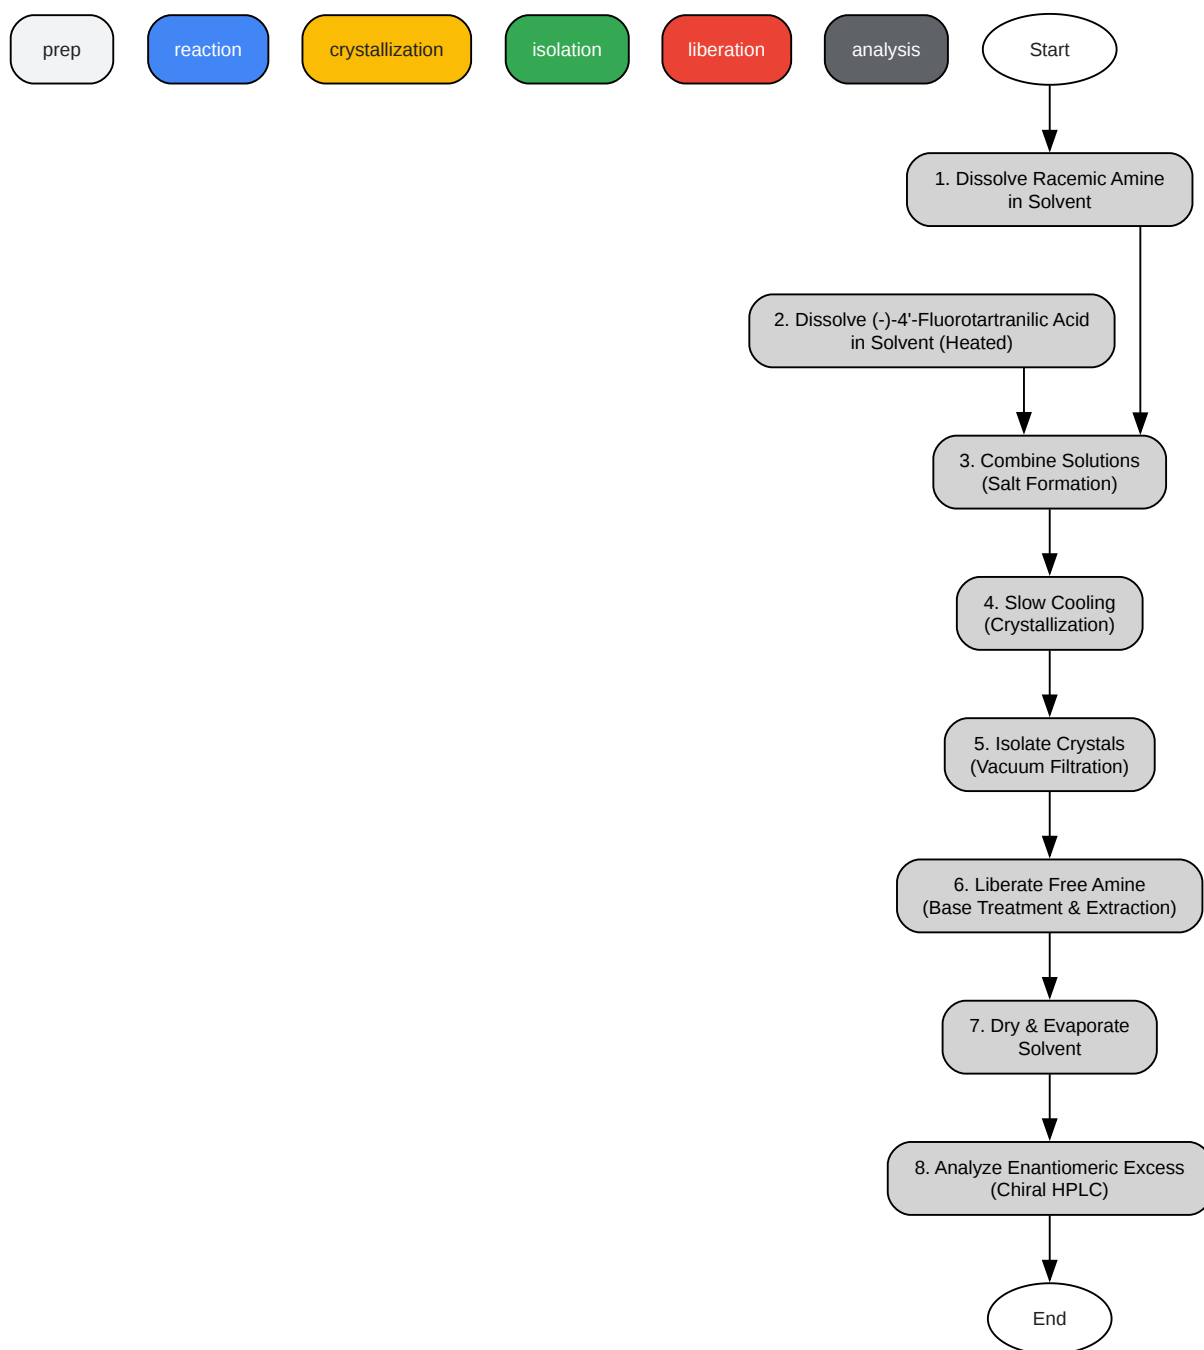 prep
reaction
crystallization
isolation
liberation
analysis
Start
1. Dissolve Racemic Amine
in Solvent
2. Dissolve (-)-4'-Fluorotartranilic Acid
in Solvent (Heated)
3. Combine Solutions
(Salt Formation)
4. Slow Cooling
(Crystallization)
5. Isolate Crystals
(Vacuum Filtration)
6. Liberate Free Amine
(Base Treatment & Extraction)
7. Dry & Evaporate
Solvent
8. Analyze Enantiomeric Excess
(Chiral HPLC)
End